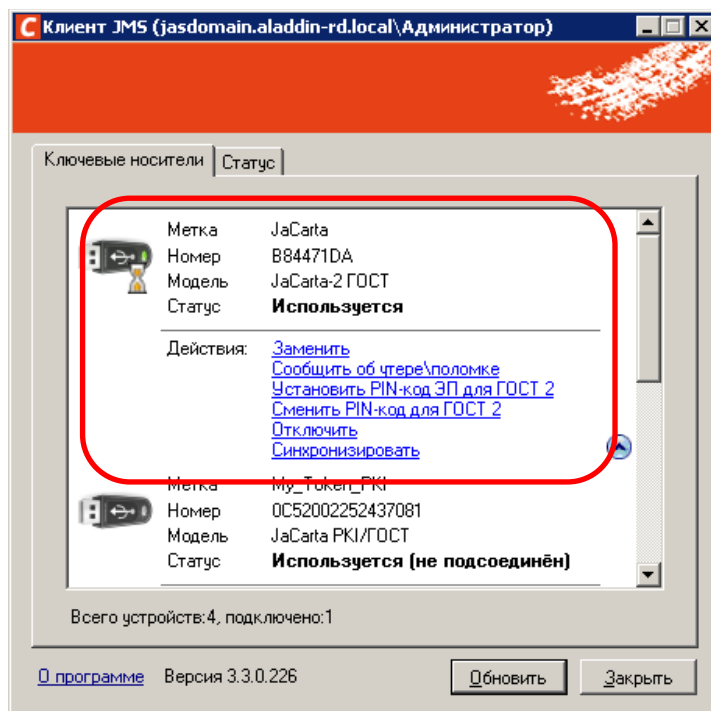 Клиент JMS (jasdomain.aladdin-rd.local\Администратор)
Ключевые носители Статус
Метка JaCarta
Номер B84471DA
Модель JaCarta-2 ГОСТ
Статус Используется
Действия: Заменить
Сообщить об утере\поломке
Установить PIN-код ЭП для ГОСТ 2
Сменить PIN-код для ГОСТ 2
Отключить
Синхронизировать
Метка My_Token_PKI
Номер 0C52002252437081
Модель JaCarta PKI/ГОСТ
Статус Используется (не подсоединён)
Всего устройств:4, подключено:1
О программе Версия 3.3.0.226 Обновить Закрыть